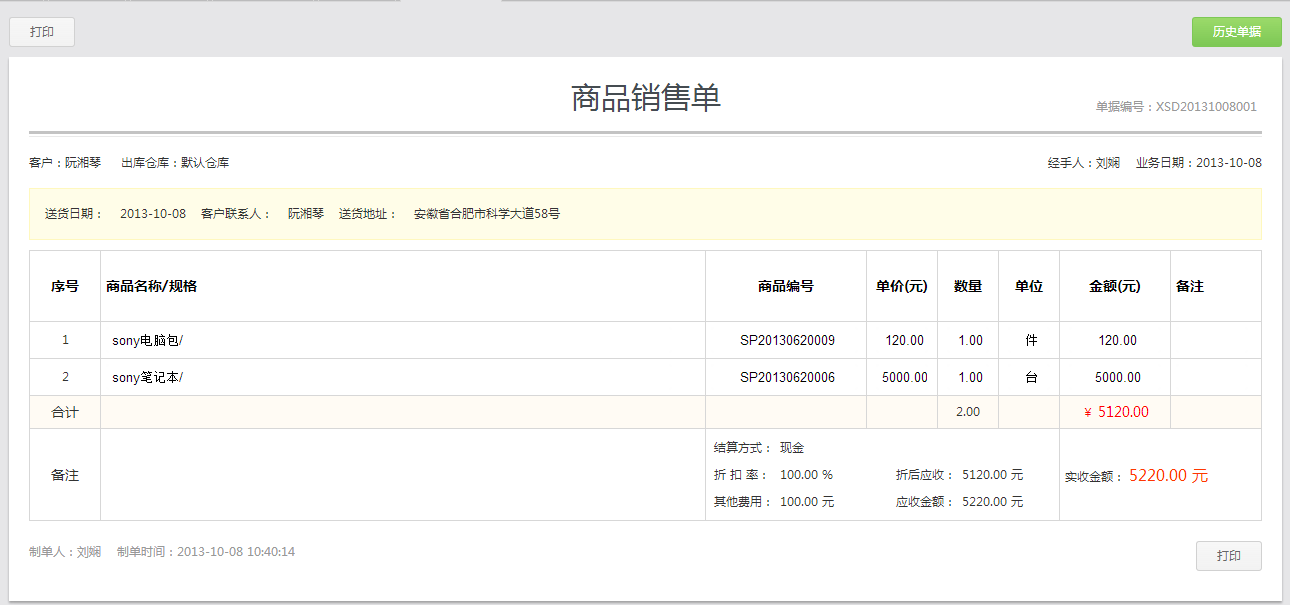 打印
历史单据
商品销售单
单据编号：XSD20131008001
客户：阮湘琴 出库仓库：默认仓库 经手人：刘娴 业务日期：2013-10-08
送货日期： 2013-10-08 客户联系人： 阮湘琴 送货地址： 安徽省合肥市科学大道58号
序号 商品名称/规格 商品编号 单价(元) 数量 单位 金额(元) 备注
1 sony电脑包/ SP20130620009 120.00 1.00 件 120.00
2 sony笔记本/ SP20130620006 5000.00 1.00 台 5000.00
合计 2.00 ¥ 5120.00
备注
结算方式： 现金
折 扣 率： 100.00 % 折后应收： 5120.00 元
其他费用： 100.00 元 应收金额： 5220.00 元
实收金额： 5220.00 元
制单人：刘娴 制单时间：2013-10-08 10:40:14
打印